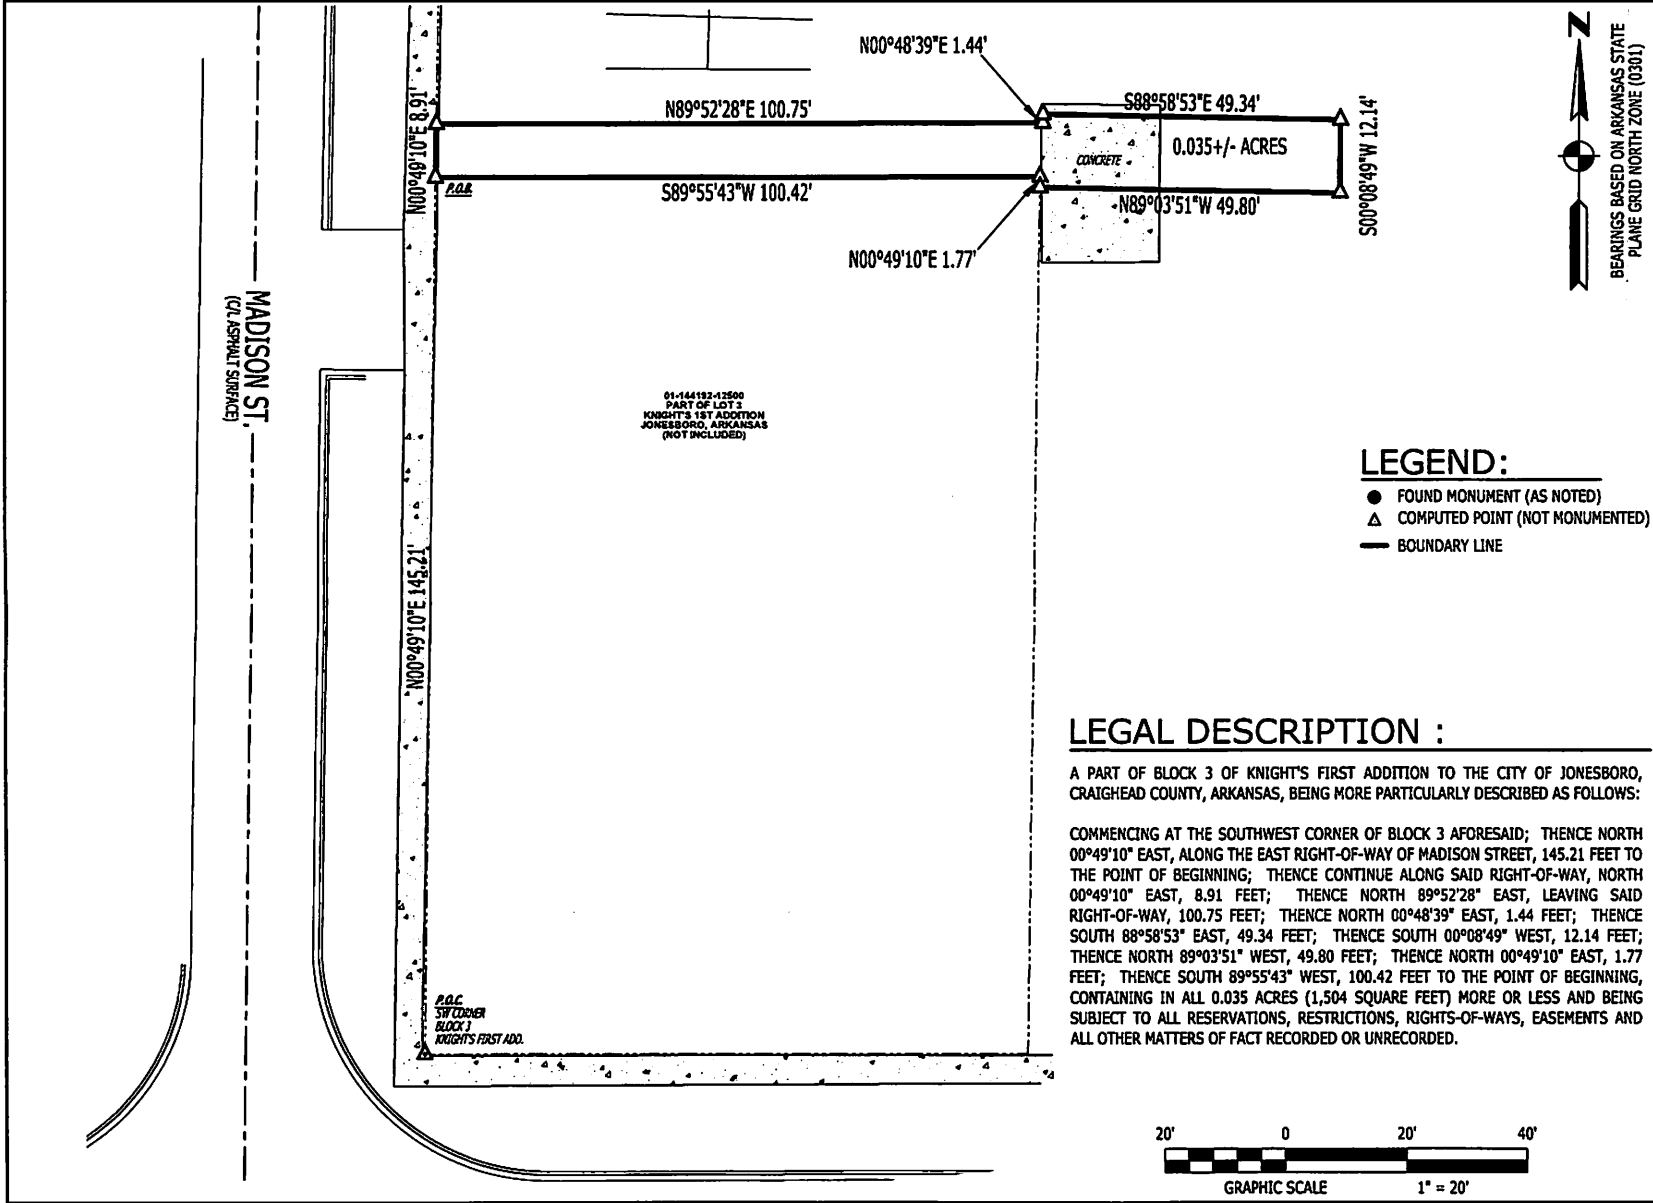 N00°48'39"E 1.44'
N89°52'28"E 100.75'
S88°58'53"E 49.34'
S00°08'49"W 12.14'
N00°49'10"E 8.91'
0.035+/- ACRES
CONCRETE
P.O.B.
S89°55'43"W 100.42'
N89°03'51"W 49.80'
N00°49'10"E 1.77'
N
BEARINGS BASED ON ARKANSAS STATE
PLANE GRID NORTH ZONE (0301)
MADISON ST.
(C/L ASPHALT SURFACE)
01-144192-12500
PART OF LOT 3
KNIGHT'S 1ST ADDITION
JONESBORO, ARKANSAS
(NOT INCLUDED)
N00°49'10"E 145.21'
LEGEND:
FOUND MONUMENT (AS NOTED)
COMPUTED POINT (NOT MONUMENTED)
BOUNDARY LINE
LEGAL DESCRIPTION :
A PART OF BLOCK 3 OF KNIGHT'S FIRST ADDITION TO THE CITY OF JONESBORO,
CRAIGHEAD COUNTY, ARKANSAS, BEING MORE PARTICULARLY DESCRIBED AS FOLLOWS:
COMMENCING AT THE SOUTHWEST CORNER OF BLOCK 3 AFORESAID; THENCE NORTH
00°49'10" EAST, ALONG THE EAST RIGHT-OF-WAY OF MADISON STREET, 145.21 FEET TO
THE POINT OF BEGINNING; THENCE CONTINUE ALONG SAID RIGHT-OF-WAY, NORTH
00°49'10" EAST, 8.91 FEET; THENCE NORTH 89°52'28" EAST, LEAVING SAID
RIGHT-OF-WAY, 100.75 FEET; THENCE NORTH 00°48'39" EAST, 1.44 FEET; THENCE
SOUTH 88°58'53" EAST, 49.34 FEET; THENCE SOUTH 00°08'49" WEST, 12.14 FEET;
THENCE NORTH 89°03'51" WEST, 49.80 FEET; THENCE NORTH 00°49'10" EAST, 1.77
FEET; THENCE SOUTH 89°55'43" WEST, 100.42 FEET TO THE POINT OF BEGINNING,
CONTAINING IN ALL 0.035 ACRES (1,504 SQUARE FEET) MORE OR LESS AND BEING
SUBJECT TO ALL RESERVATIONS, RESTRICTIONS, RIGHTS-OF-WAYS, EASEMENTS AND
ALL OTHER MATTERS OF FACT RECORDED OR UNRECORDED.
P.O.C.
SW CORNER
BLOCK 3
KNIGHT'S FIRST ADD.
20' 0 20' 40'
GRAPHIC SCALE 1" = 20'